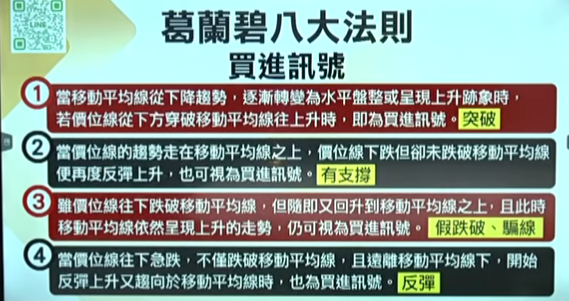 LINE
葛蘭碧八大法則
買進訊號
1 當移動平均線從下降趨勢，逐漸轉變為水平盤整或呈現上升跡象時，
若價位線從下方穿破移動平均線往上升時，即為買進訊號。突破
2 當價位線的趨勢走在移動平均線之上，價位線下跌但卻未跌破移動平均線
便再度反彈上升，也可視為買進訊號。有支撐
3 雖價位線往下跌破移動平均線，但隨即又回升到移動平均線之上，且此時
移動平均線依然呈現上升的走勢，仍可視為買進訊號。假跌破、騙線
4 當價位線往下急跌，不僅跌破移動平均線，且遠離移動平均線下，開始
反彈上升又趨向於移動平均線時，也為買進訊號。反彈